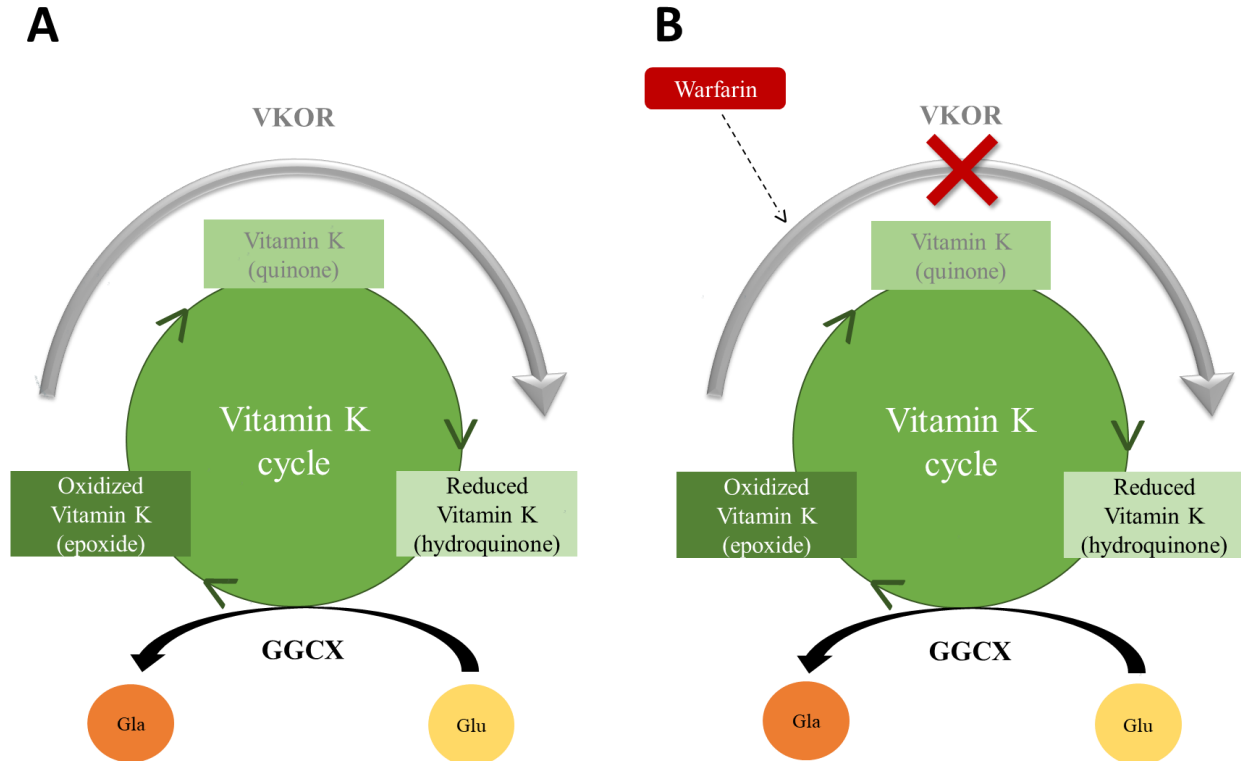 A
VKOR
Vitamin K
(quinone)
Vitamin K
cycle
Oxidized
Vitamin K
(epoxide)
Reduced
Vitamin K
(hydroquinone)
GGCX
Gla
Glu
B
Warfarin
VKOR
Vitamin K
(quinone)
Vitamin K
cycle
Oxidized
Vitamin K
(epoxide)
Reduced
Vitamin K
(hydroquinone)
GGCX
Gla
Glu